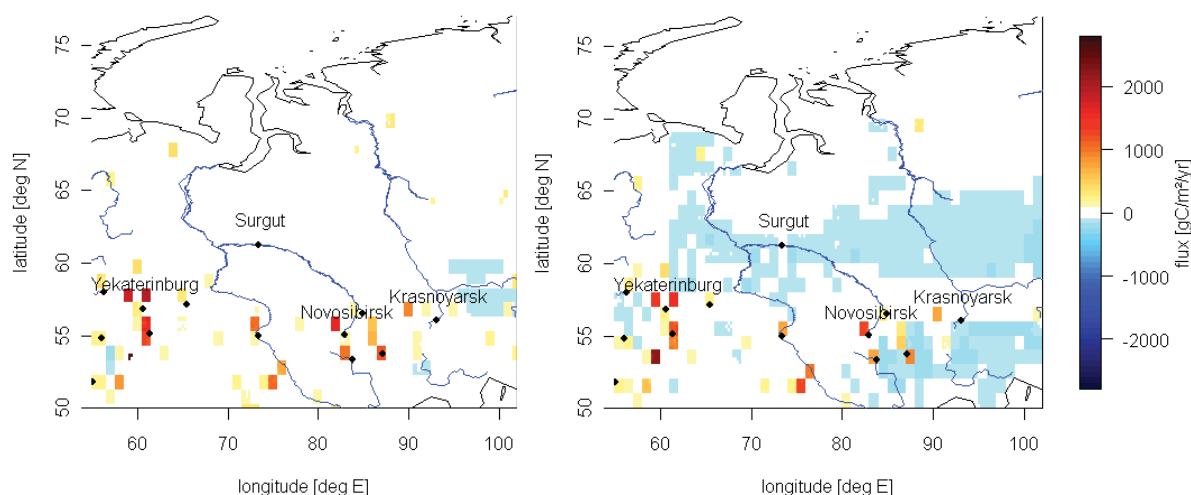 75
70
65
60
55
50
latitude [deg N]
Surgut
Yekaterinburg
Novosibirsk
Krasnoyarsk
60
70
80
90
100
longitude [deg E]
75
70
65
60
55
50
latitude [deg N]
Surgut
Yekaterinburg
Novosibirsk
Krasnoyarsk
60
70
80
90
100
longitude [deg E]
2000
1000
0
-1000
-2000
flux [gC/m²/yr]